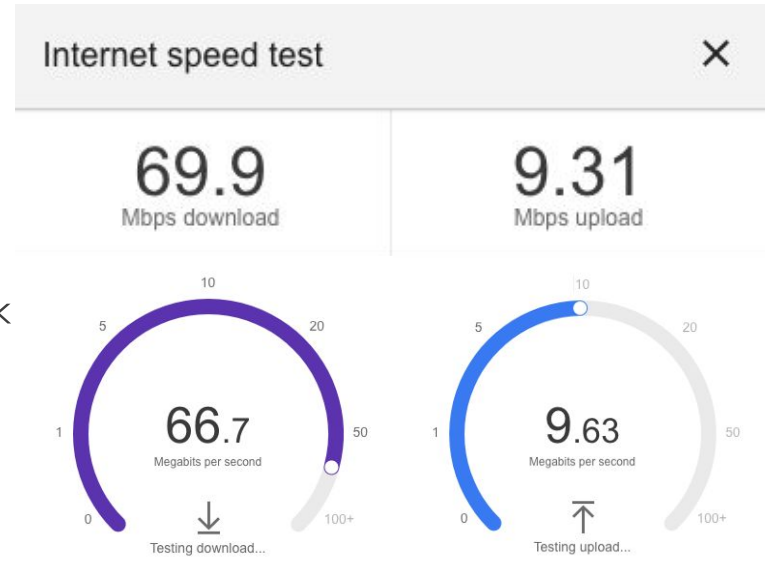 Internet speed test ×
69.9
Mbps download
9.31
Mbps upload
10
5
20
1
66.7
50
Megabits per second
0
100+
Testing download...
10
5
20
1
9.63
50
Megabits per second
0
100+
Testing upload...